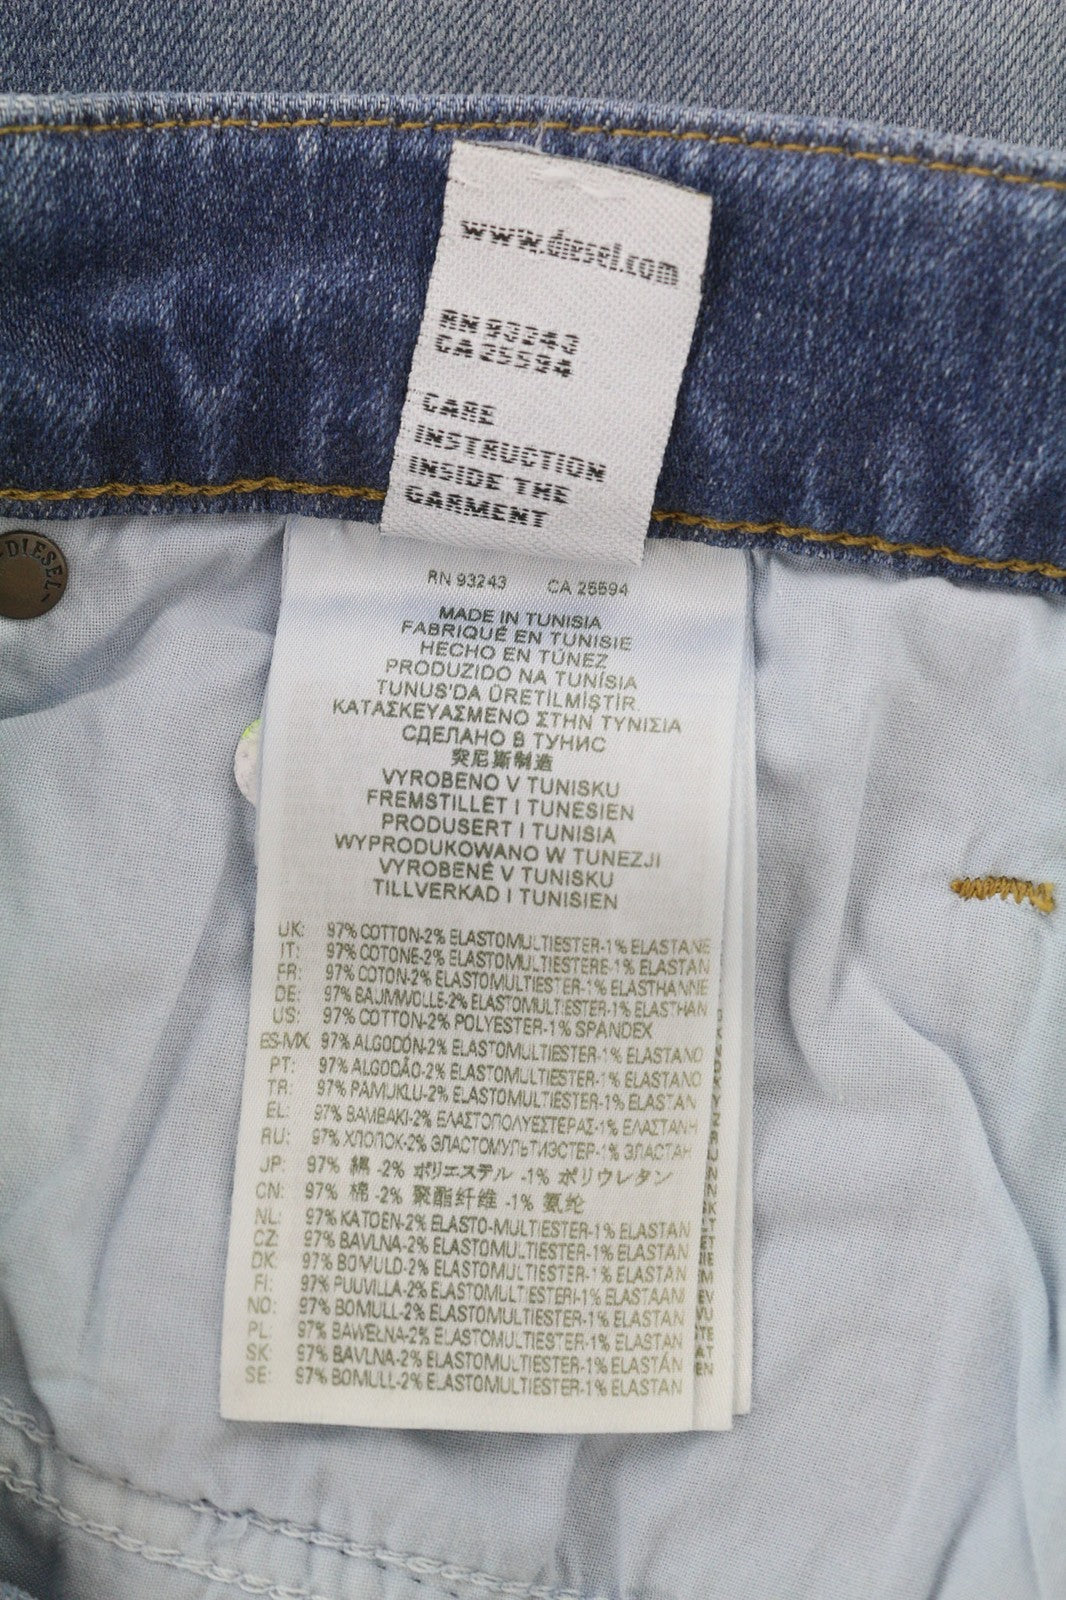 www.diesel.com
RN 93243
CA 25594
CARE
INSTRUCTION
INSIDE THE
GARMENT
DIESEL
RN 93243 CA 25594
MADE IN TUNISIA
FABRIQUÉ EN TUNISIE
HECHO EN TÚNEZ
PRODUZIDO NA TUNÍSIA
TUNUS'DA ÜRETİLMİŞTİR
ΚΑΤΑΣΚΕΥΑΣΜΕΝΟ ΣΤΗΝ ΤΥΝΙΣΙΑ
СДЕЛАНО В ТУНИС
突尼斯制造
VYROBENO V TUNISKU
FREMSTILLET I TUNESIEN
PRODUSERT I TUNISIA
WYPRODUKOWANO W TUNEZJI
VYROBENÉ V TUNISKU
TILLVERKAD I TUNISIEN
UK: 97% COTTON-2% ELASTOMULTIESTER-1% ELASTANE
IT: 97% COTONE-2% ELASTOMULTIESTERE-1% ELASTAN
FR: 97% COTON-2% ELASTOMULTIESTER-1% ELASTHANNE
DE: 97% BAUMWOLLE-2% ELASTOMULTIESTER-1% ELASTHAN
US: 97% COTTON-2% POLYESTER-1% SPANDEX
ES-MX: 97% ALGODÓN-2% ELASTOMULTIESTER-1% ELASTANO
PT: 97% ALGODÃO-2% ELASTOMULTIESTER-1% ELASTANO
TR: 97% PAMUKLU-2% ELASTOMULTIESTER-1% ELASTAN
EL: 97% ΒΑΜΒΑΚΙ-2% ΕΛΑΣΤΟΠΟΛΥΕΣΤΕΡΑΣ-1% ΕΛΑΣΤΑΝΗ
RU: 97% ХЛОПОК-2% ЭЛАСТОМУЛЬТИЭСТЕР-1% ЭЛАСТАН
JP: 97% 綿 -2% ポリエステル -1% ポリウレタン
CN: 97% 棉 -2% 聚酯纤维 -1% 氨纶
NL: 97% KATOEN-2% ELASTO-MULTIESTER-1% ELASTAN
CZ: 97% BAVLNA-2% ELASTOMULTIESTER-1% ELASTAN
DK: 97% BOMULD-2% ELASTOMULTIESTER-1% ELASTAN
FI: 97% PUUVILLA-2% ELASTOMULTIESTERI-1% ELASTAANI
NO: 97% BOMULL-2% ELASTOMULTIESTER-1% ELASTAN
PL: 97% BAWEŁNA-2% ELASTOMULTIESTER-1% ELASTAN
SK: 97% BAVLNA-2% ELASTOMULTIESTER-1% ELASTÁN
SE: 97% BOMULL-2% ELASTOMULTIESTER-1% ELASTAN